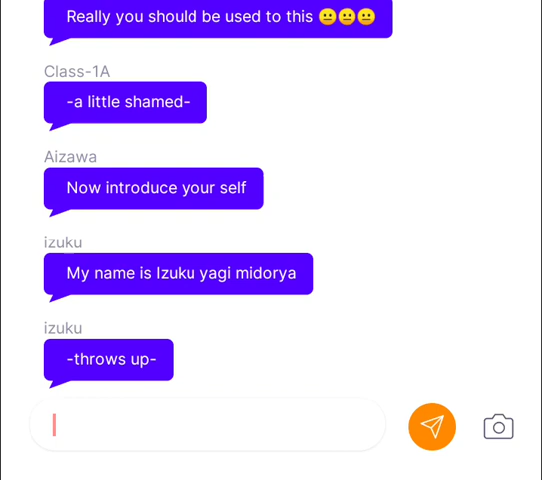 Really you should be used to this 😐😐😐
Class-1A
-a little shamed-
Aizawa
Now introduce your self
izuku
My name is Izuku yagi midorya
izuku
-throws up-